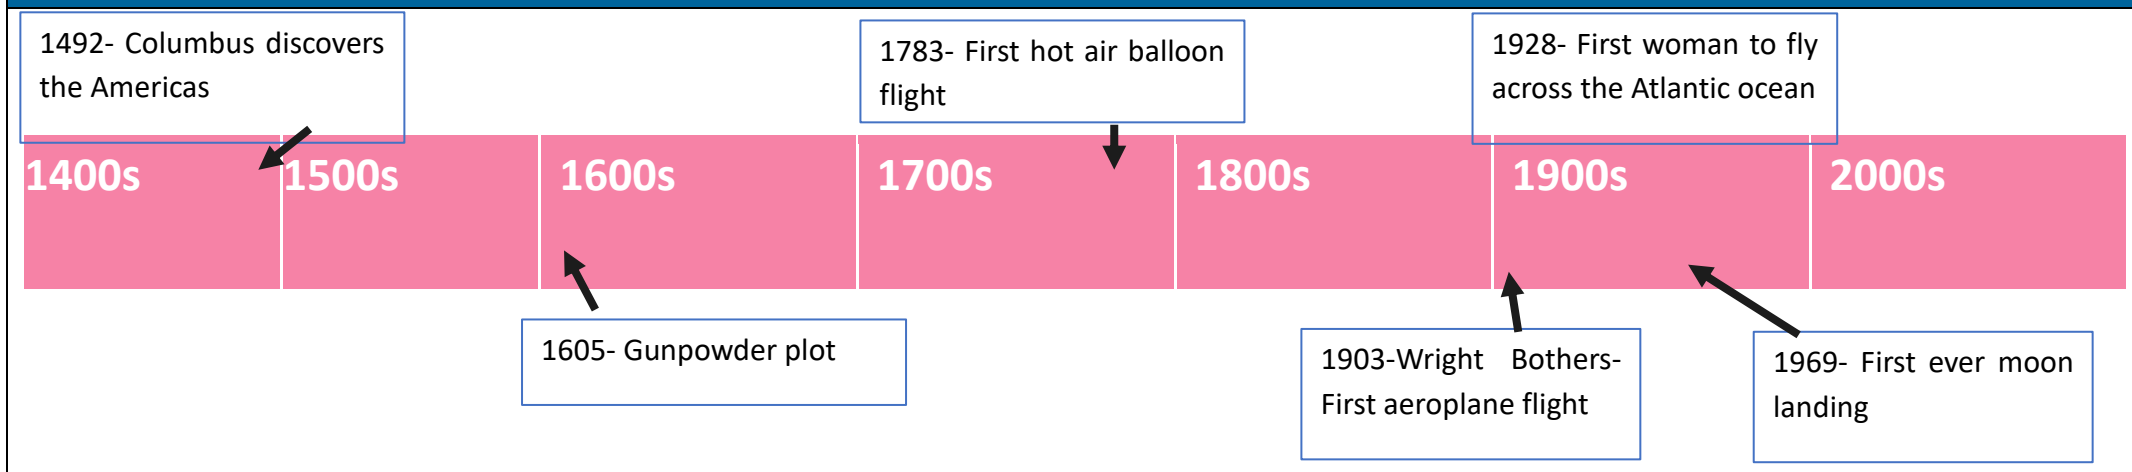 1492- Columbus discovers
the Americas
1783- First hot air balloon
flight
1928- First woman to fly
across the Atlantic ocean
1400s
1500s
1600s
1700s
1800s
1900s
2000s
1605- Gunpowder plot
1903-Wright Bothers-
First aeroplane flight
1969- First ever moon
landing